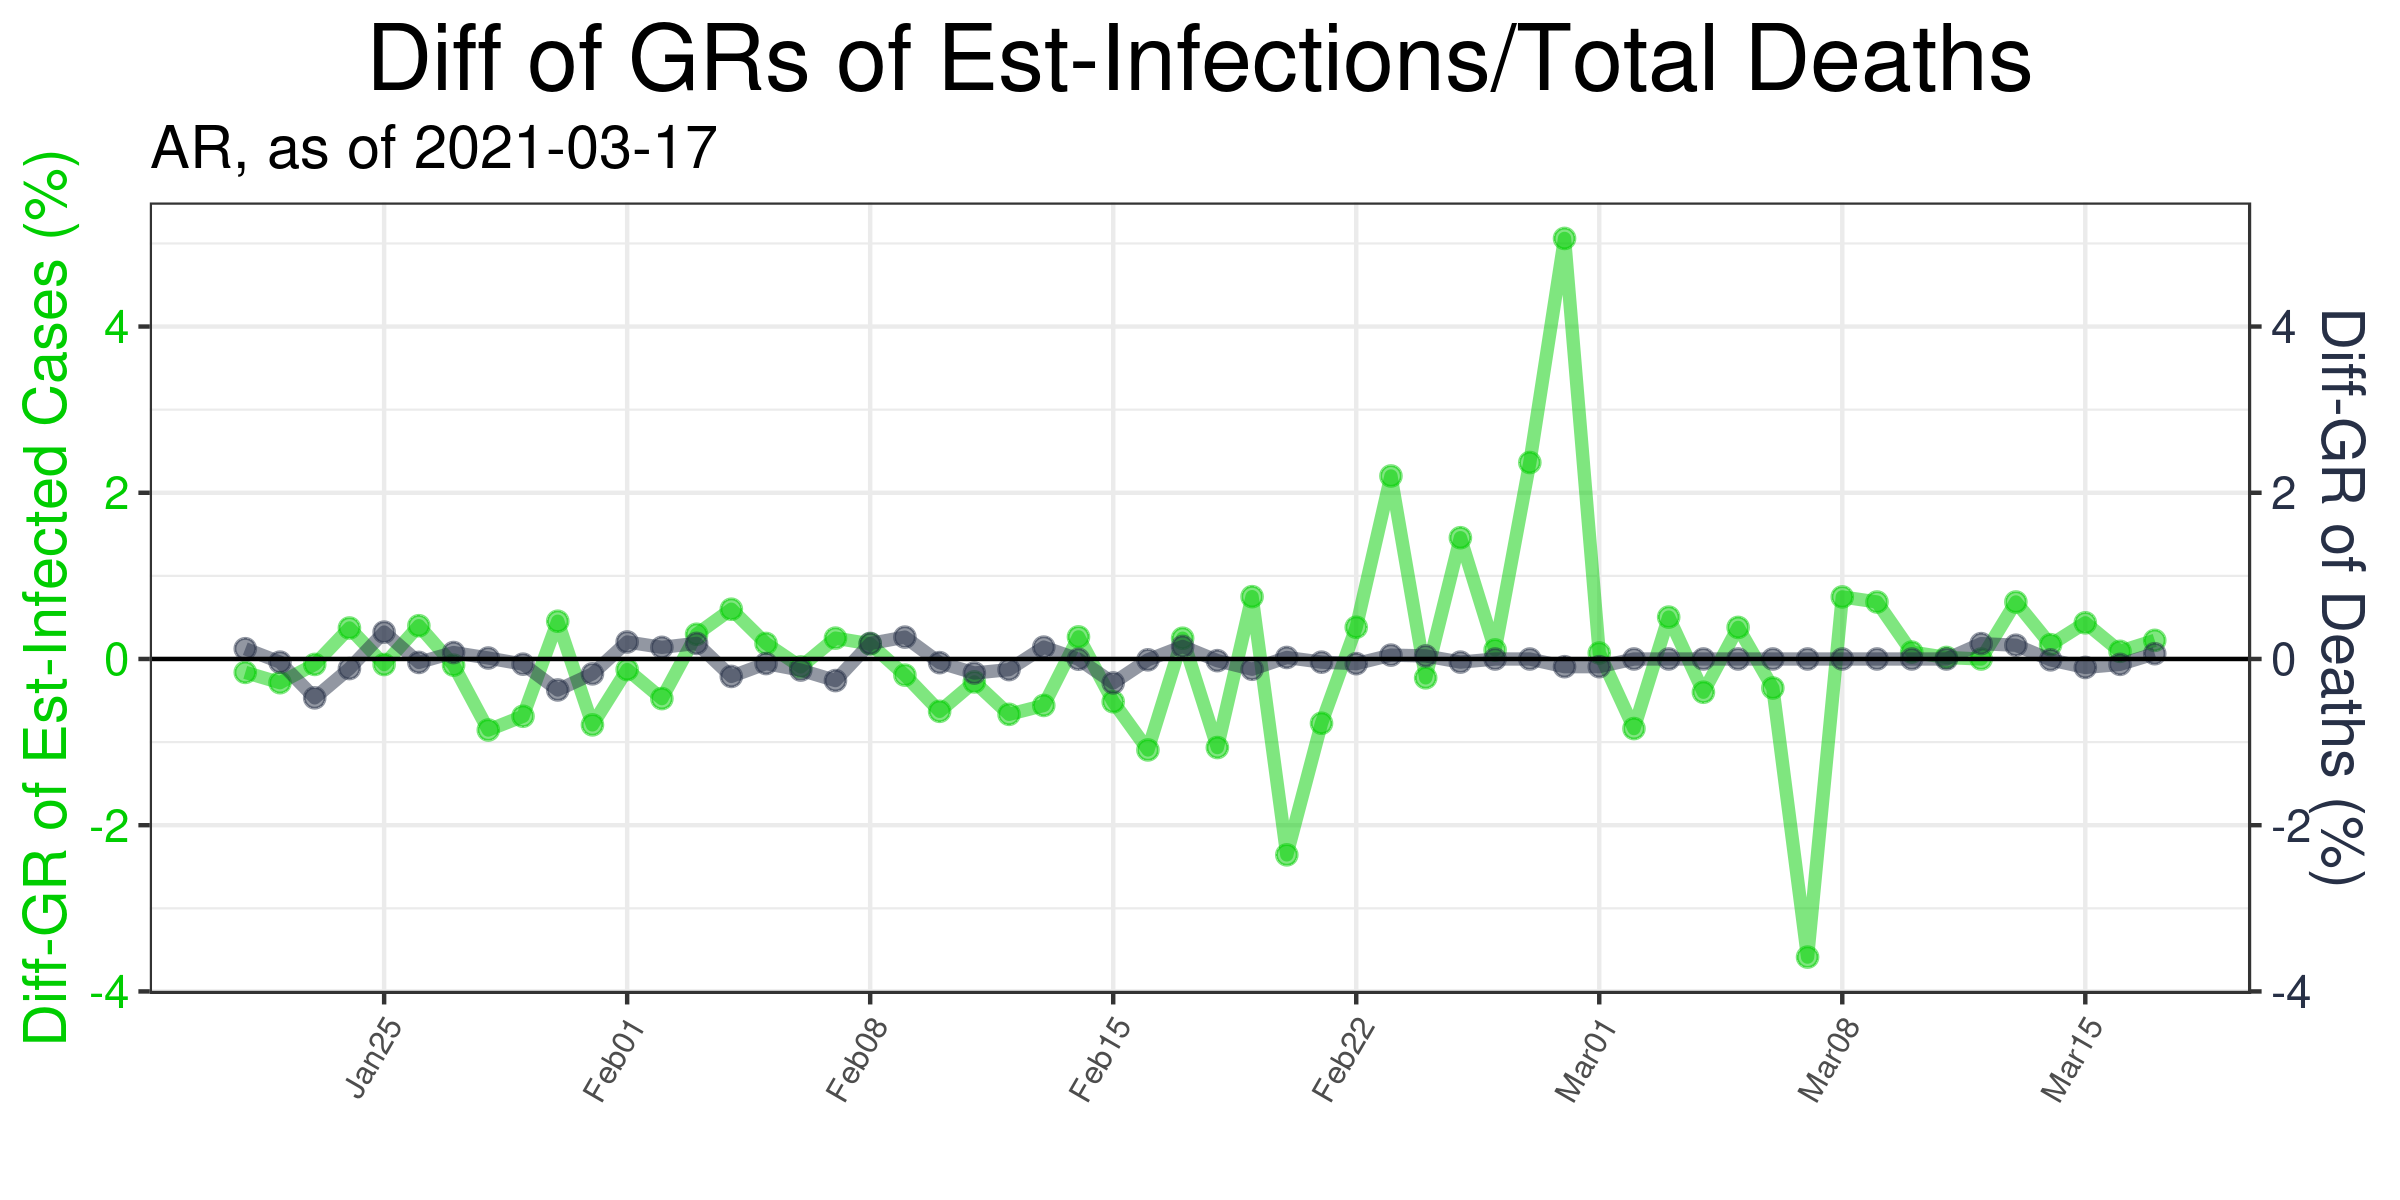 Diff of GRs of Est-Infections/Total Deaths
AR, as of 2021-03-17
Diff-GR of Est-Infected Cases (%)
4
2
0
-2
-4
4
2
0
-2
-4
Diff-GR of Deaths (%)
Jan25
Feb01
Feb08
Feb15
Feb22
Mar01
Mar08
Mar15